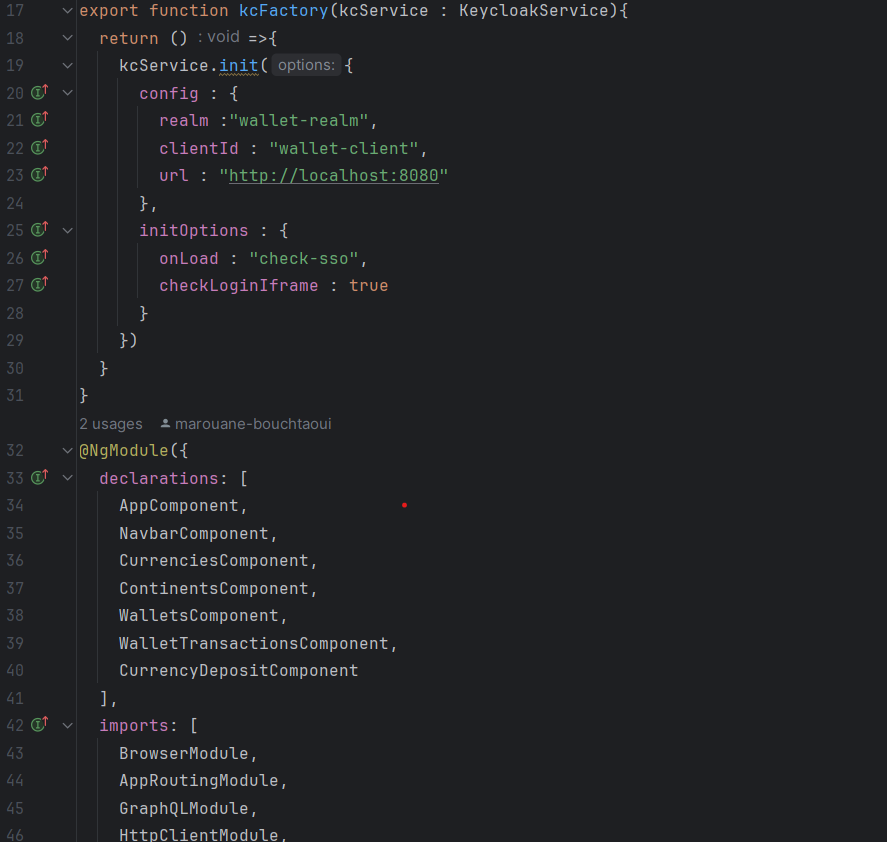 17 export function kcFactory(kcService : KeycloakService){
18 return () : void =>{
19 kcService.init( options: {
20 config : {
21 realm :"wallet-realm",
22 clientId : "wallet-client",
23 url : "http://localhost:8080"
24 },
25 initOptions : {
26 onLoad : "check-sso",
27 checkLoginIframe : true
28 }
29 })
30 }
31 }
2 usages marouane-bouchtaoui
32 @NgModule({
33 declarations: [
34 AppComponent,
35 NavbarComponent,
36 CurrenciesComponent,
37 ContinentsComponent,
38 WalletsComponent,
39 WalletTransactionsComponent,
40 CurrencyDepositComponent
41 ],
42 imports: [
43 BrowserModule,
44 AppRoutingModule,
45 GraphQLModule,
46 HttpClientModule,